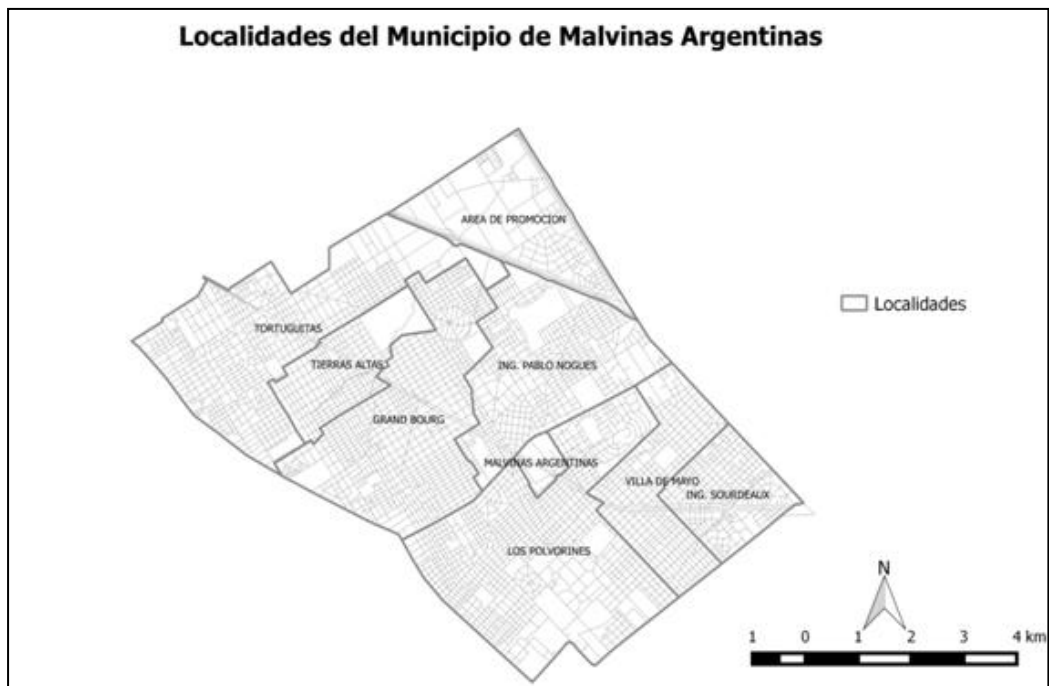 Localidades del Municipio de Malvinas Argentinas
AREA DE PROMOCION
Localidades
TORTUGUITAS
TIERRAS ALTAS
ING. PABLO NOGUES
GRAND BOURG
MALVINAS ARGENTINAS
VILLA DE MAYO
ING. SOURDEAUX
LOS POLVORINES
N
1 0 1 2 3 4 km